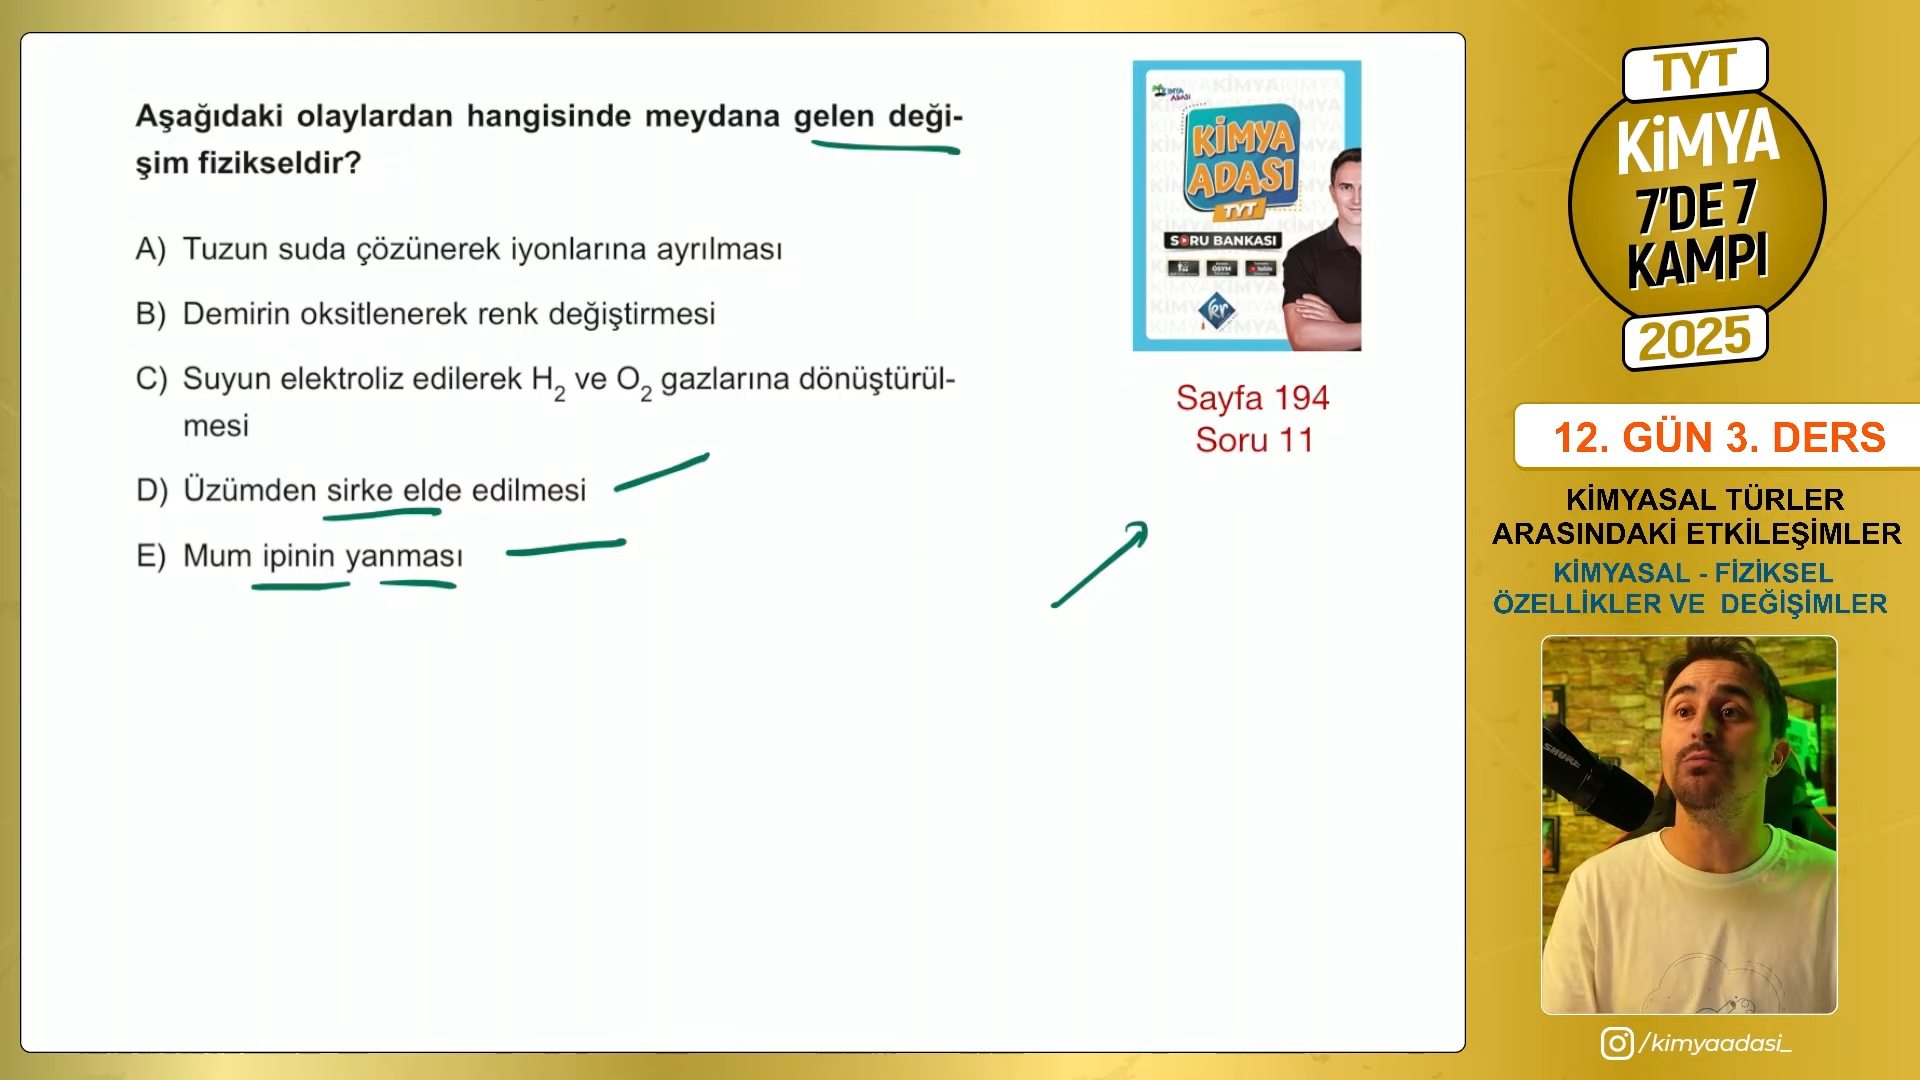 Aşağıdaki olaylardan hangisinde meydana gelen deği-
şim fizikseldir?
A) Tuzun suda çözünerek iyonlarına ayrılması
B) Demirin oksitlenerek renk değiştirmesi
C) Suyun elektroliz edilerek H₂ ve O₂ gazlarına dönüştürül-
mesi
D) Üzümden sirke elde edilmesi
E) Mum ipinin yanması
KİMYA
ADASI
TYT
SORU BANKASI
Sayfa 194
Soru 11
TYT
KiMYA
7'DE 7
KAMPI
2025
12. GÜN 3. DERS
KİMYASAL TÜRLER
ARASINDAKİ ETKİLEŞİMLER
KİMYASAL - FİZİKSEL
ÖZELLİKLER VE DEĞİŞİMLER
SHURE
/kimyaadasi_